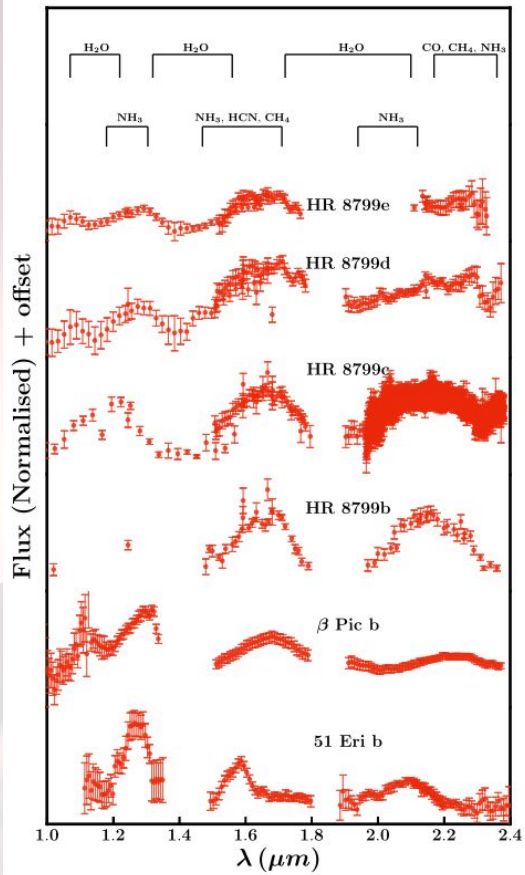 H₂O H₂O H₂O CO, CH₄, NH₃
NH₃ NH₃, HCN, CH₄ NH₃
HR 8799e
HR 8799d
HR 8799c
HR 8799b
β Pic b
51 Eri b
Flux (Normalised) + offset
1.0 1.2 1.4 1.6 1.8 2.0 2.2 2.4
λ (μm)